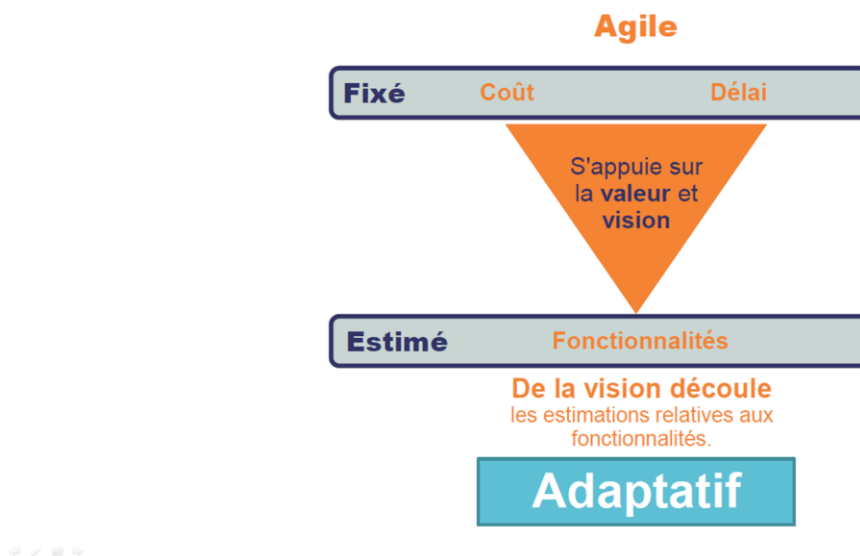 Agile
Fixé Coût Délai
S'appuie sur
la valeur et
vision
Estimé Fonctionnalités
De la vision découle
les estimations relatives aux
fonctionnalités.
Adaptatif